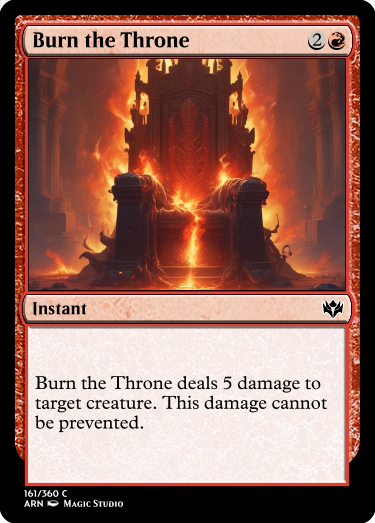 Burn the Throne 2
Instant
Burn the Throne deals 5 damage to
target creature. This damage cannot
be prevented.
161/360 C
ARN Magic Studio